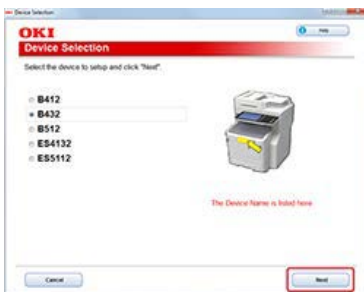 Device Selection
OKI
Help
Device Selection
Select the device to setup and click "Next".
B412
B432
B512
ES4132
ES5112
The Device Name is listed here
Cancel
Next